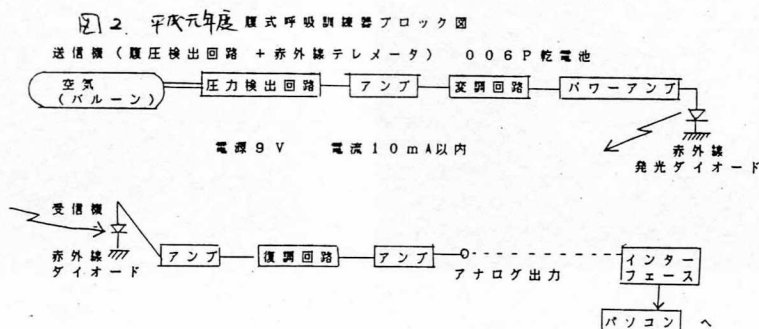 図2. 平成元年度 腹式呼吸訓練器ブロック図
送信機(腹圧検出回路 +赤外線テレメータ) 006P乾電池
空気
(バルーン)
圧力検出回路
アンプ
変調回路
パワーアンプ
赤外線
発光ダイオード
電源9V 電流10mA以内
受信機
赤外線
ダイオード
アンプ
復調回路
アンプ
アナログ出力
インター
フェース
パソコン へ